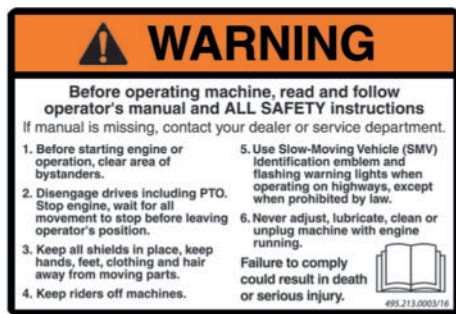 WARNING
Before operating machine, read and follow
operator's manual and ALL SAFETY instructions
If manual is missing, contact your dealer or service department.
1. Before starting engine or
operation, clear area of
bystanders.
2. Disengage drives including PTO.
Stop engine, wait for all
movement to stop before leaving
operator's position.
3. Keep all shields in place, keep
hands, feet, clothing and hair
away from moving parts.
4. Keep riders off machines.
5. Use Slow-Moving Vehicle (SMV)
Identification emblem and
flashing warning lights when
operating on highways, except
when prohibited by law.
6. Never adjust, lubricate, clean or
unplug machine with engine
running.
Failure to comply
could result in death
or serious injury.
495.213.0003/16